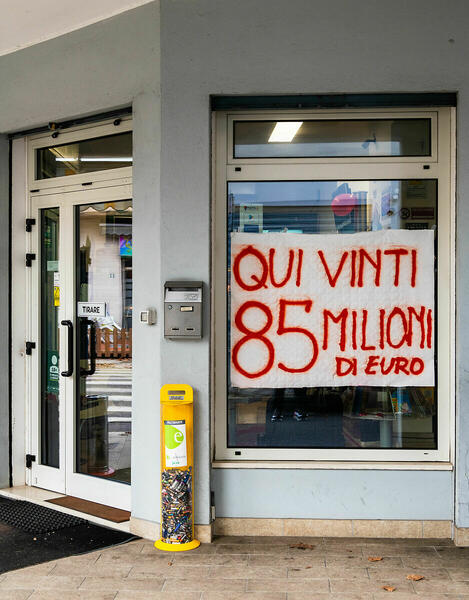 QUI VINTI
85 MILIONI
DI EURO
TIRARE
e